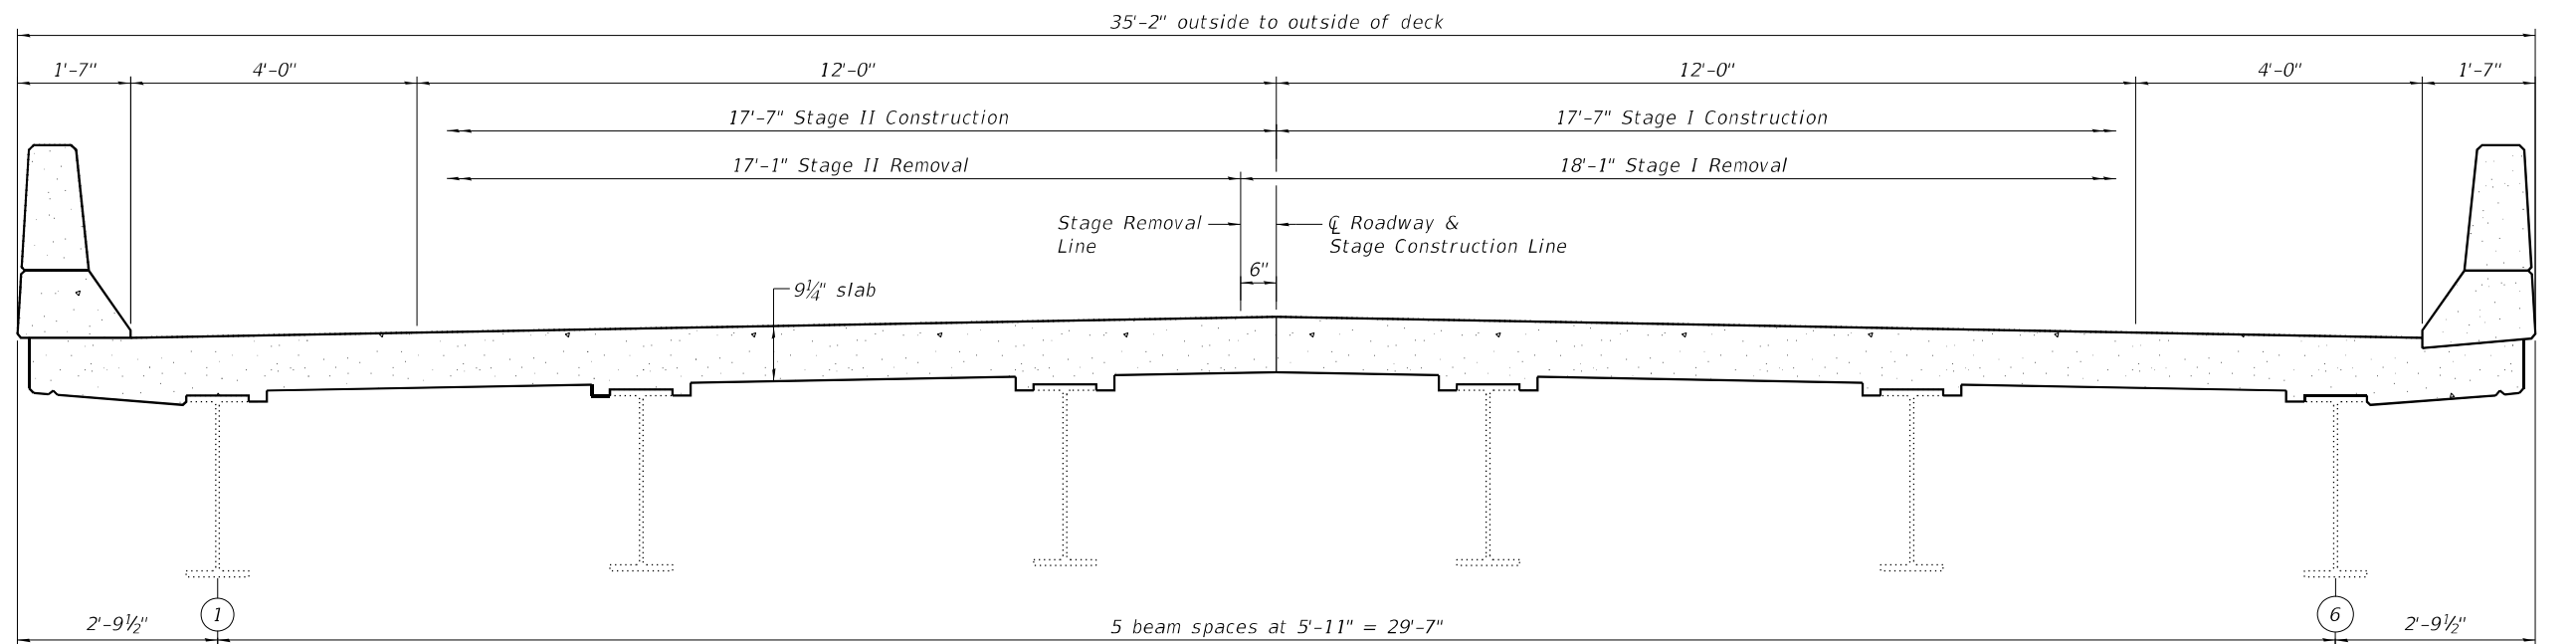 35'-2" outside to outside of deck
1'-7" 4'-0" 12'-0" 12'-0" 4'-0" 1'-7"
17'-7" Stage II Construction 17'-7" Stage I Construction
17'-1" Stage II Removal 18'-1" Stage I Removal
Stage Removal
Line
℄ Roadway &
Stage Construction Line
6"
9¼" slab
1 6
2'-9½" 5 beam spaces at 5'-11" = 29'-7" 2'-9½"